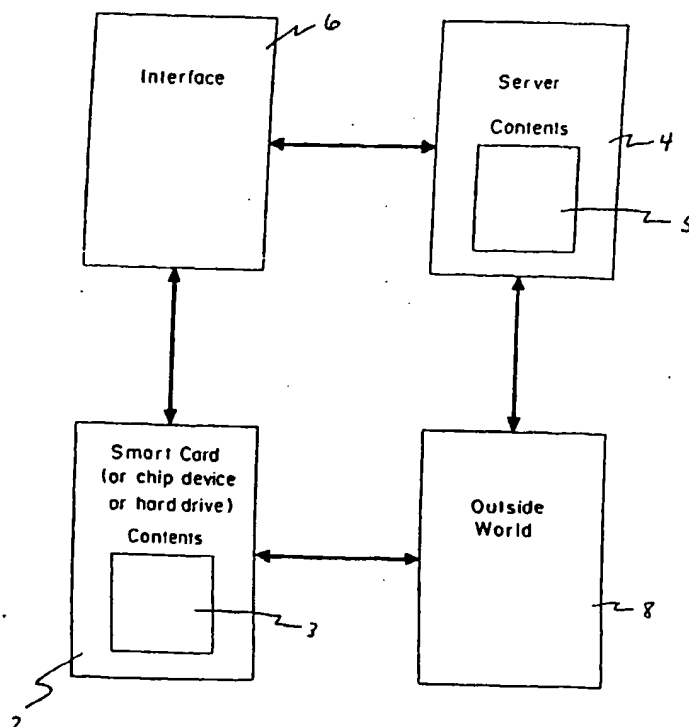 6
Interface
Server
Contents
4
5
Smart Card
(or chip device
or hard drive)
Contents
3
2
Outside
World
8